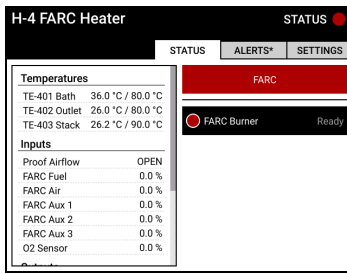 H-4 FARC Heater STATUS
STATUS ALERTS* SETTINGS
Temperatures
TE-401 Bath 36.0 °C / 80.0 °C
TE-402 Outlet 26.0 °C / 80.0 °C
TE-403 Stack 26.2 °C / 90.0 °C
Inputs
Proof Airflow OPEN
FARC Fuel 0.0 %
FARC Air 0.0 %
FARC Aux 1 0.0 %
FARC Aux 2 0.0 %
FARC Aux 3 0.0 %
O2 Sensor 0.0 %
FARC
FARC Burner Ready